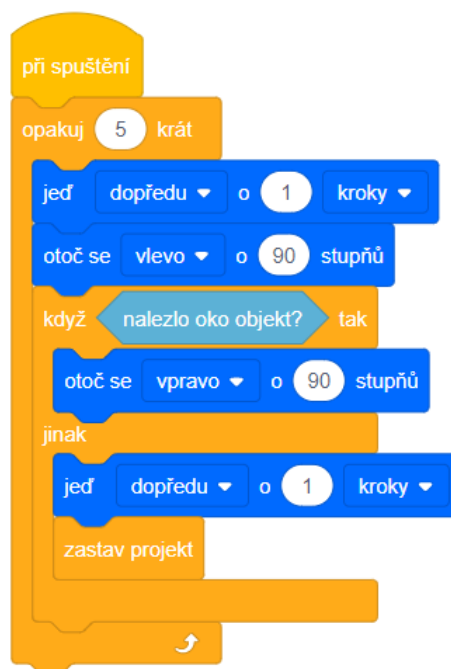 při spuštění
opakuj 5 krát
jeď dopředu o 1 kroky
otoč se vlevo o 90 stupňů
když nalezlo oko objekt? tak
otoč se vpravo o 90 stupňů
jinak
jeď dopředu o 1 kroky
zastav projekt